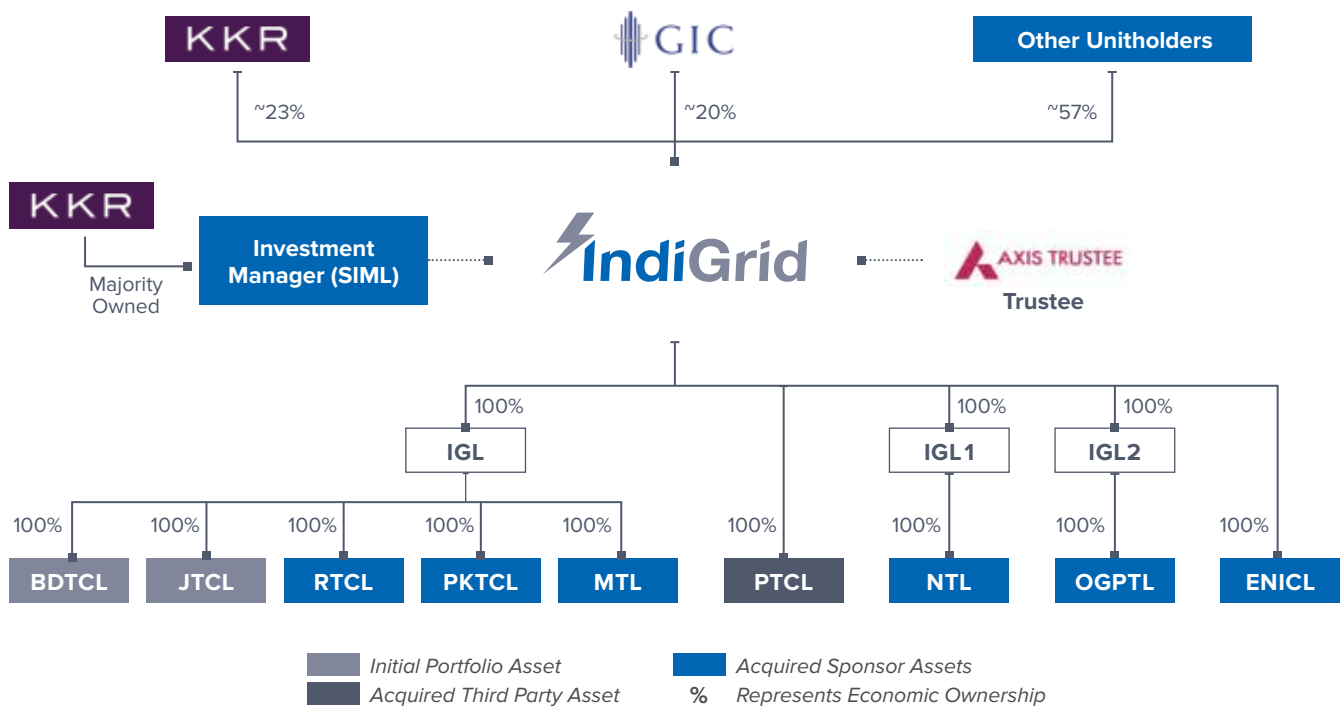 KKR
GIC
Other Unitholders
~23%
~20%
~57%
KKR
Majority
Owned
Investment
Manager (SIML)
IndiGrid
AXIS TRUSTEE
Trustee
100%
100%
100%
IGL
IGL1
IGL2
100%
100%
100%
100%
100%
100%
100%
100%
100%
BDTCL
JTCL
RTCL
PKTCL
MTL
PTCL
NTL
OGPTL
ENICL
Initial Portfolio Asset
Acquired Sponsor Assets
Acquired Third Party Asset
% Represents Economic Ownership